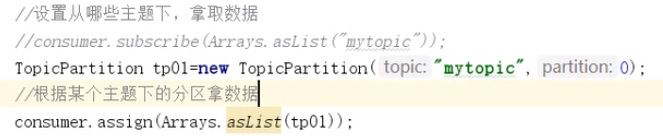 //设置从哪些主题下，拿取数据
//consumer.subscribe(Arrays.asList("mytopic"));
TopicPartition tp01=new TopicPartition( topic: "mytopic", partition: 0);
//根据某个主题下的分区拿数据
consumer.assign(Arrays.asList(tp01));